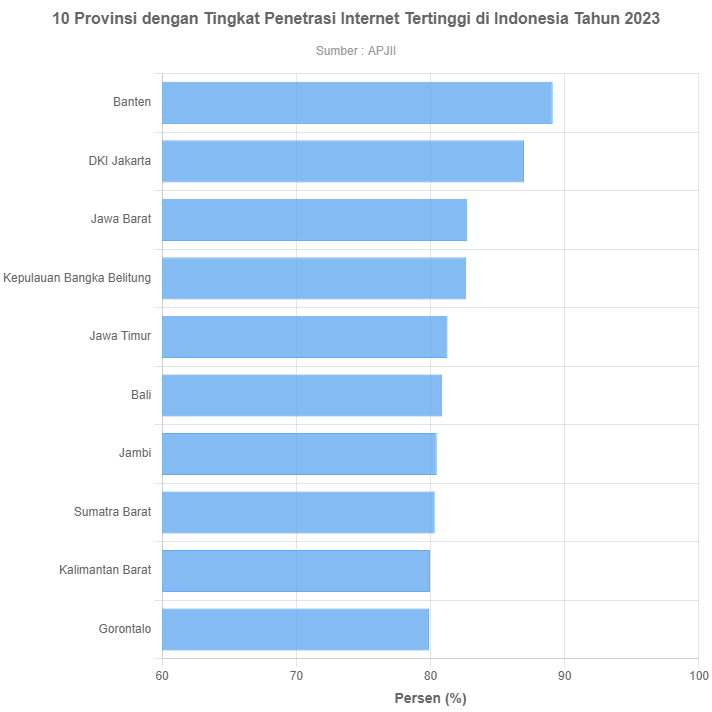 10 Provinsi dengan Tingkat Penetrasi Internet Tertinggi di Indonesia Tahun 2023
Sumber : APJII
Banten
DKI Jakarta
Jawa Barat
Kepulauan Bangka Belitung
Jawa Timur
Bali
Jambi
Sumatra Barat
Kalimantan Barat
Gorontalo
60 70 80 90 100
Persen (%)